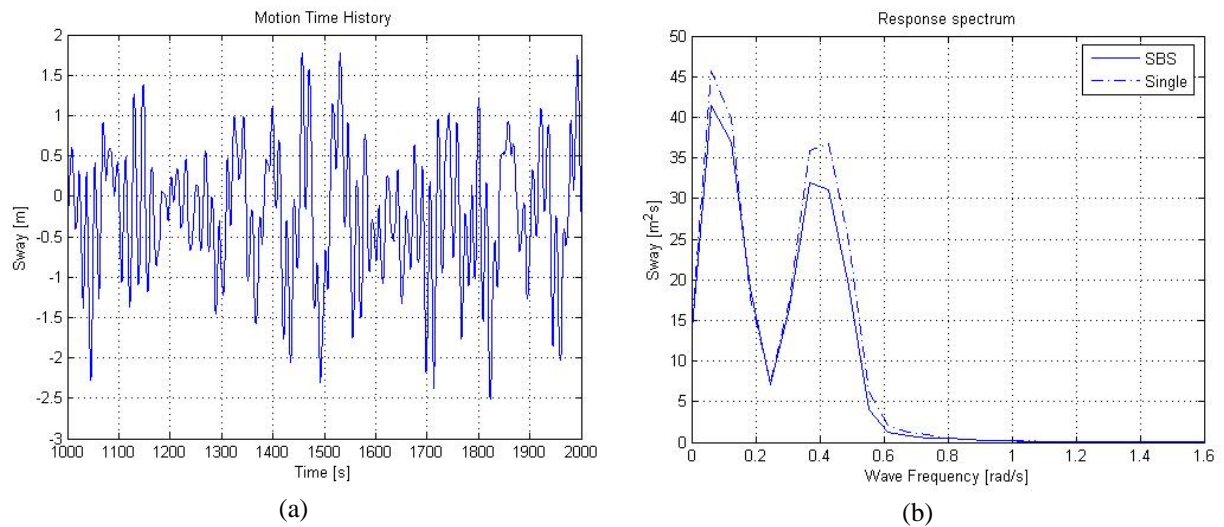 Motion Time History
2
1.5
1
0.5
0
-0.5
-1
-1.5
-2
-2.5
-3
Sway [m]
1000 1100 1200 1300 1400 1500 1600 1700 1800 1900 2000
Time [s]
(a)
Response spectrum
50
45
40
35
30
25
20
15
10
5
0
Sway [m²s]
SBS
Single
0 0.2 0.4 0.6 0.8 1 1.2 1.4 1.6
Wave Frequency [rad/s]
(b)